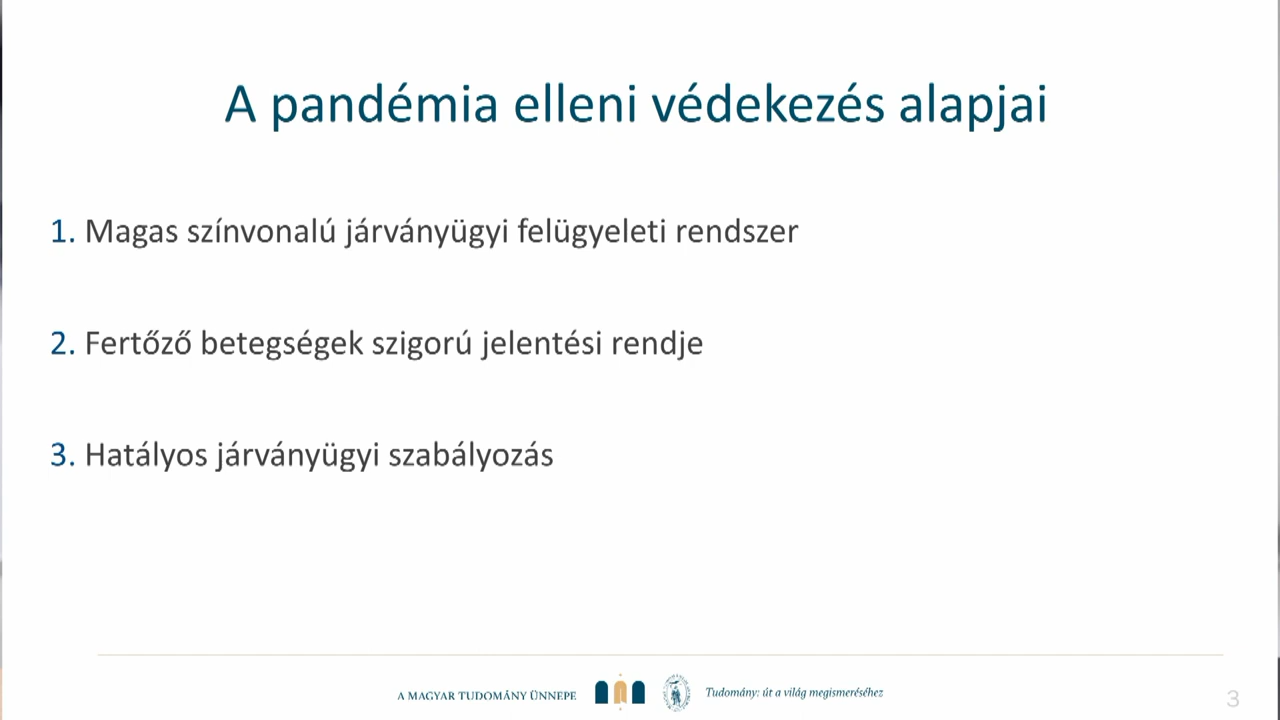 A pandémia elleni védekezés alapjai
1. Magas színvonalú járványügyi felügyeleti rendszer
2. Fertőző betegségek szigorú jelentési rendje
3. Hatályos járványügyi szabályozás
A MAGYAR TUDOMÁNY ÜNNEPE
Tudomány: út a világ megismeréséhez
3